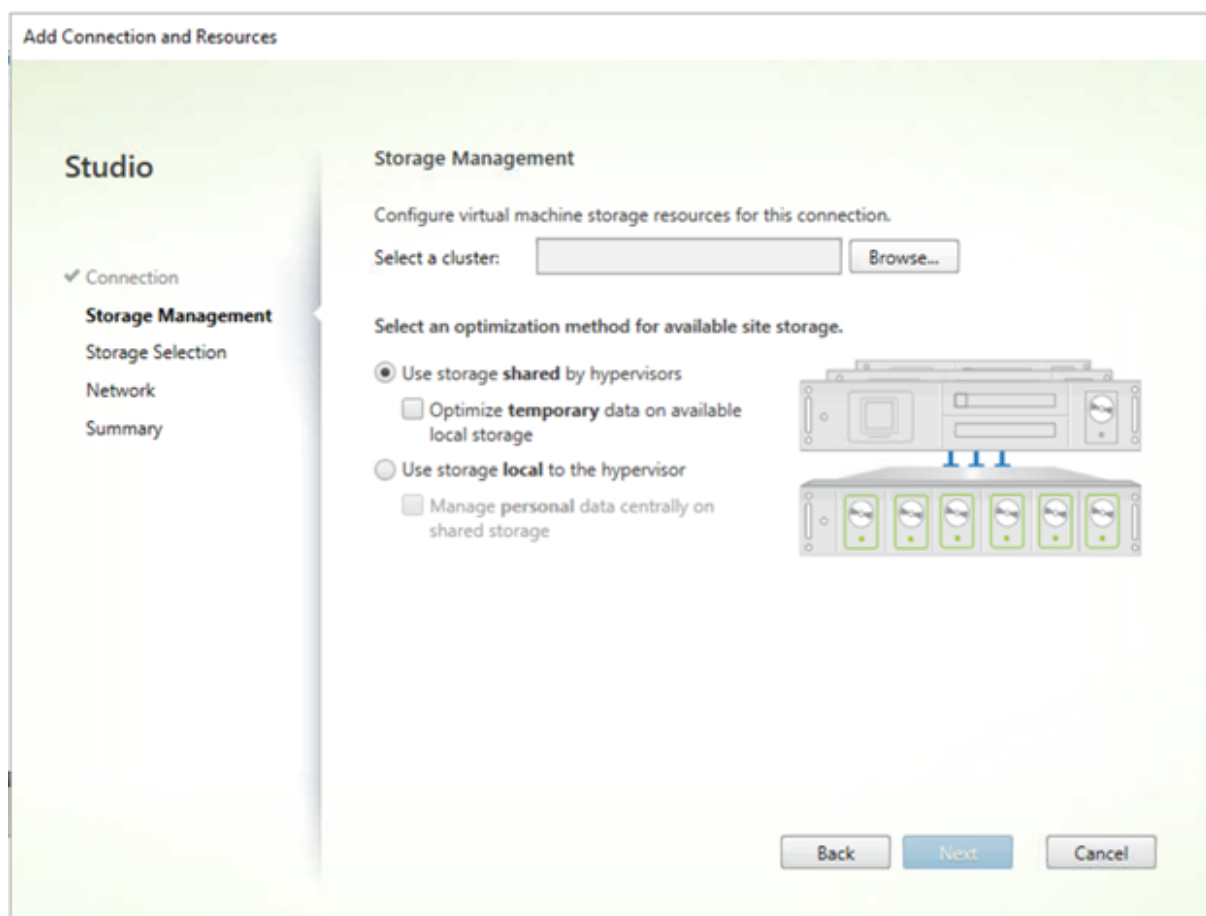 Add Connection and Resources
Studio
Connection
Storage Management
Storage Selection
Network
Summary
Storage Management
Configure virtual machine storage resources for this connection.
Select a cluster:
Browse...
Select an optimization method for available site storage.
Use storage shared by hypervisors
Optimize temporary data on available
local storage
Use storage local to the hypervisor
Manage personal data centrally on
shared storage
Back
Next
Cancel